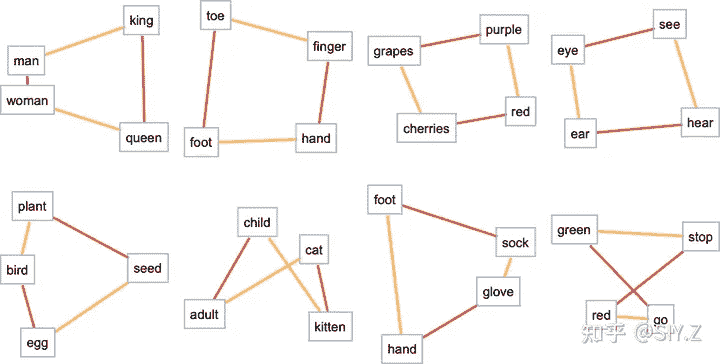 king
man
woman
queen
toe
finger
foot
hand
grapes
purple
cherries
red
eye
see
ear
hear
plant
bird
seed
egg
child
cat
adult
kitten
foot
sock
glove
hand
green
stop
red
go
知乎 @SIY.Z